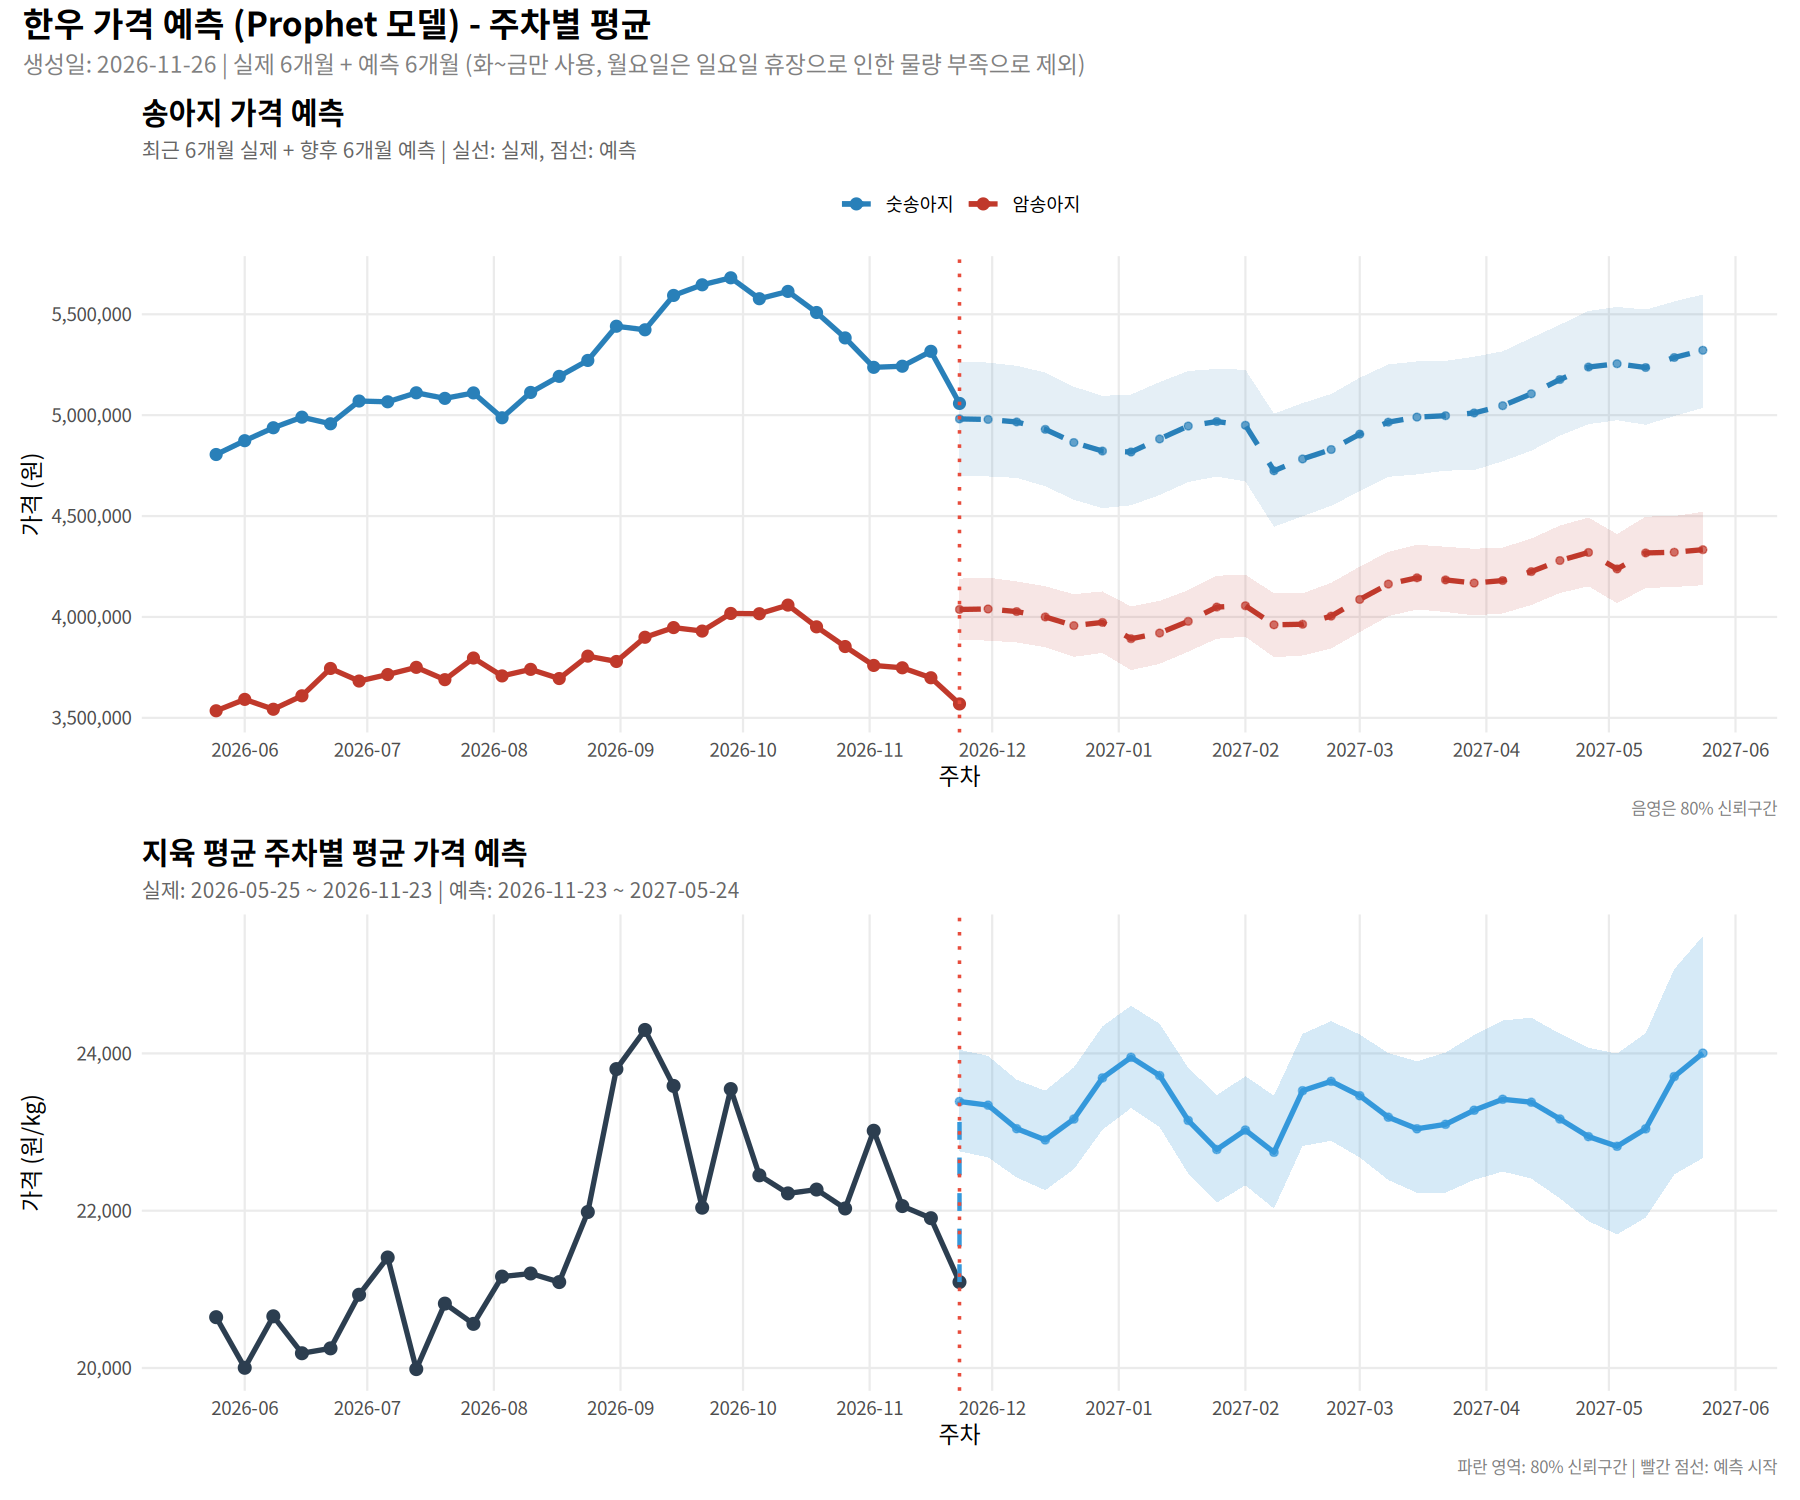 한우 가격 예측 (Prophet 모델) - 주차별 평균
생성일: 2026-11-26 | 실제 6개월 + 예측 6개월 (화~금만 사용, 월요일은 일요일 휴장으로 인한 물량 부족으로 제외)
송아지 가격 예측
최근 6개월 실제 + 향후 6개월 예측 | 실선: 실제, 점선: 예측
숫송아지 암송아지
5,500,000
5,000,000
4,500,000
4,000,000
3,500,000
가격 (원)
2026-06 2026-07 2026-08 2026-09 2026-10 2026-11 2026-12 2027-01 2027-02 2027-03 2027-04 2027-05 2027-06
주차
음영은 80% 신뢰구간
지육 평균 주차별 평균 가격 예측
실제: 2026-05-25 ~ 2026-11-23 | 예측: 2026-11-23 ~ 2027-05-24
24,000
22,000
20,000
가격 (원/kg)
2026-06 2026-07 2026-08 2026-09 2026-10 2026-11 2026-12 2027-01 2027-02 2027-03 2027-04 2027-05 2027-06
주차
파란 영역: 80% 신뢰구간 | 빨간 점선: 예측 시작